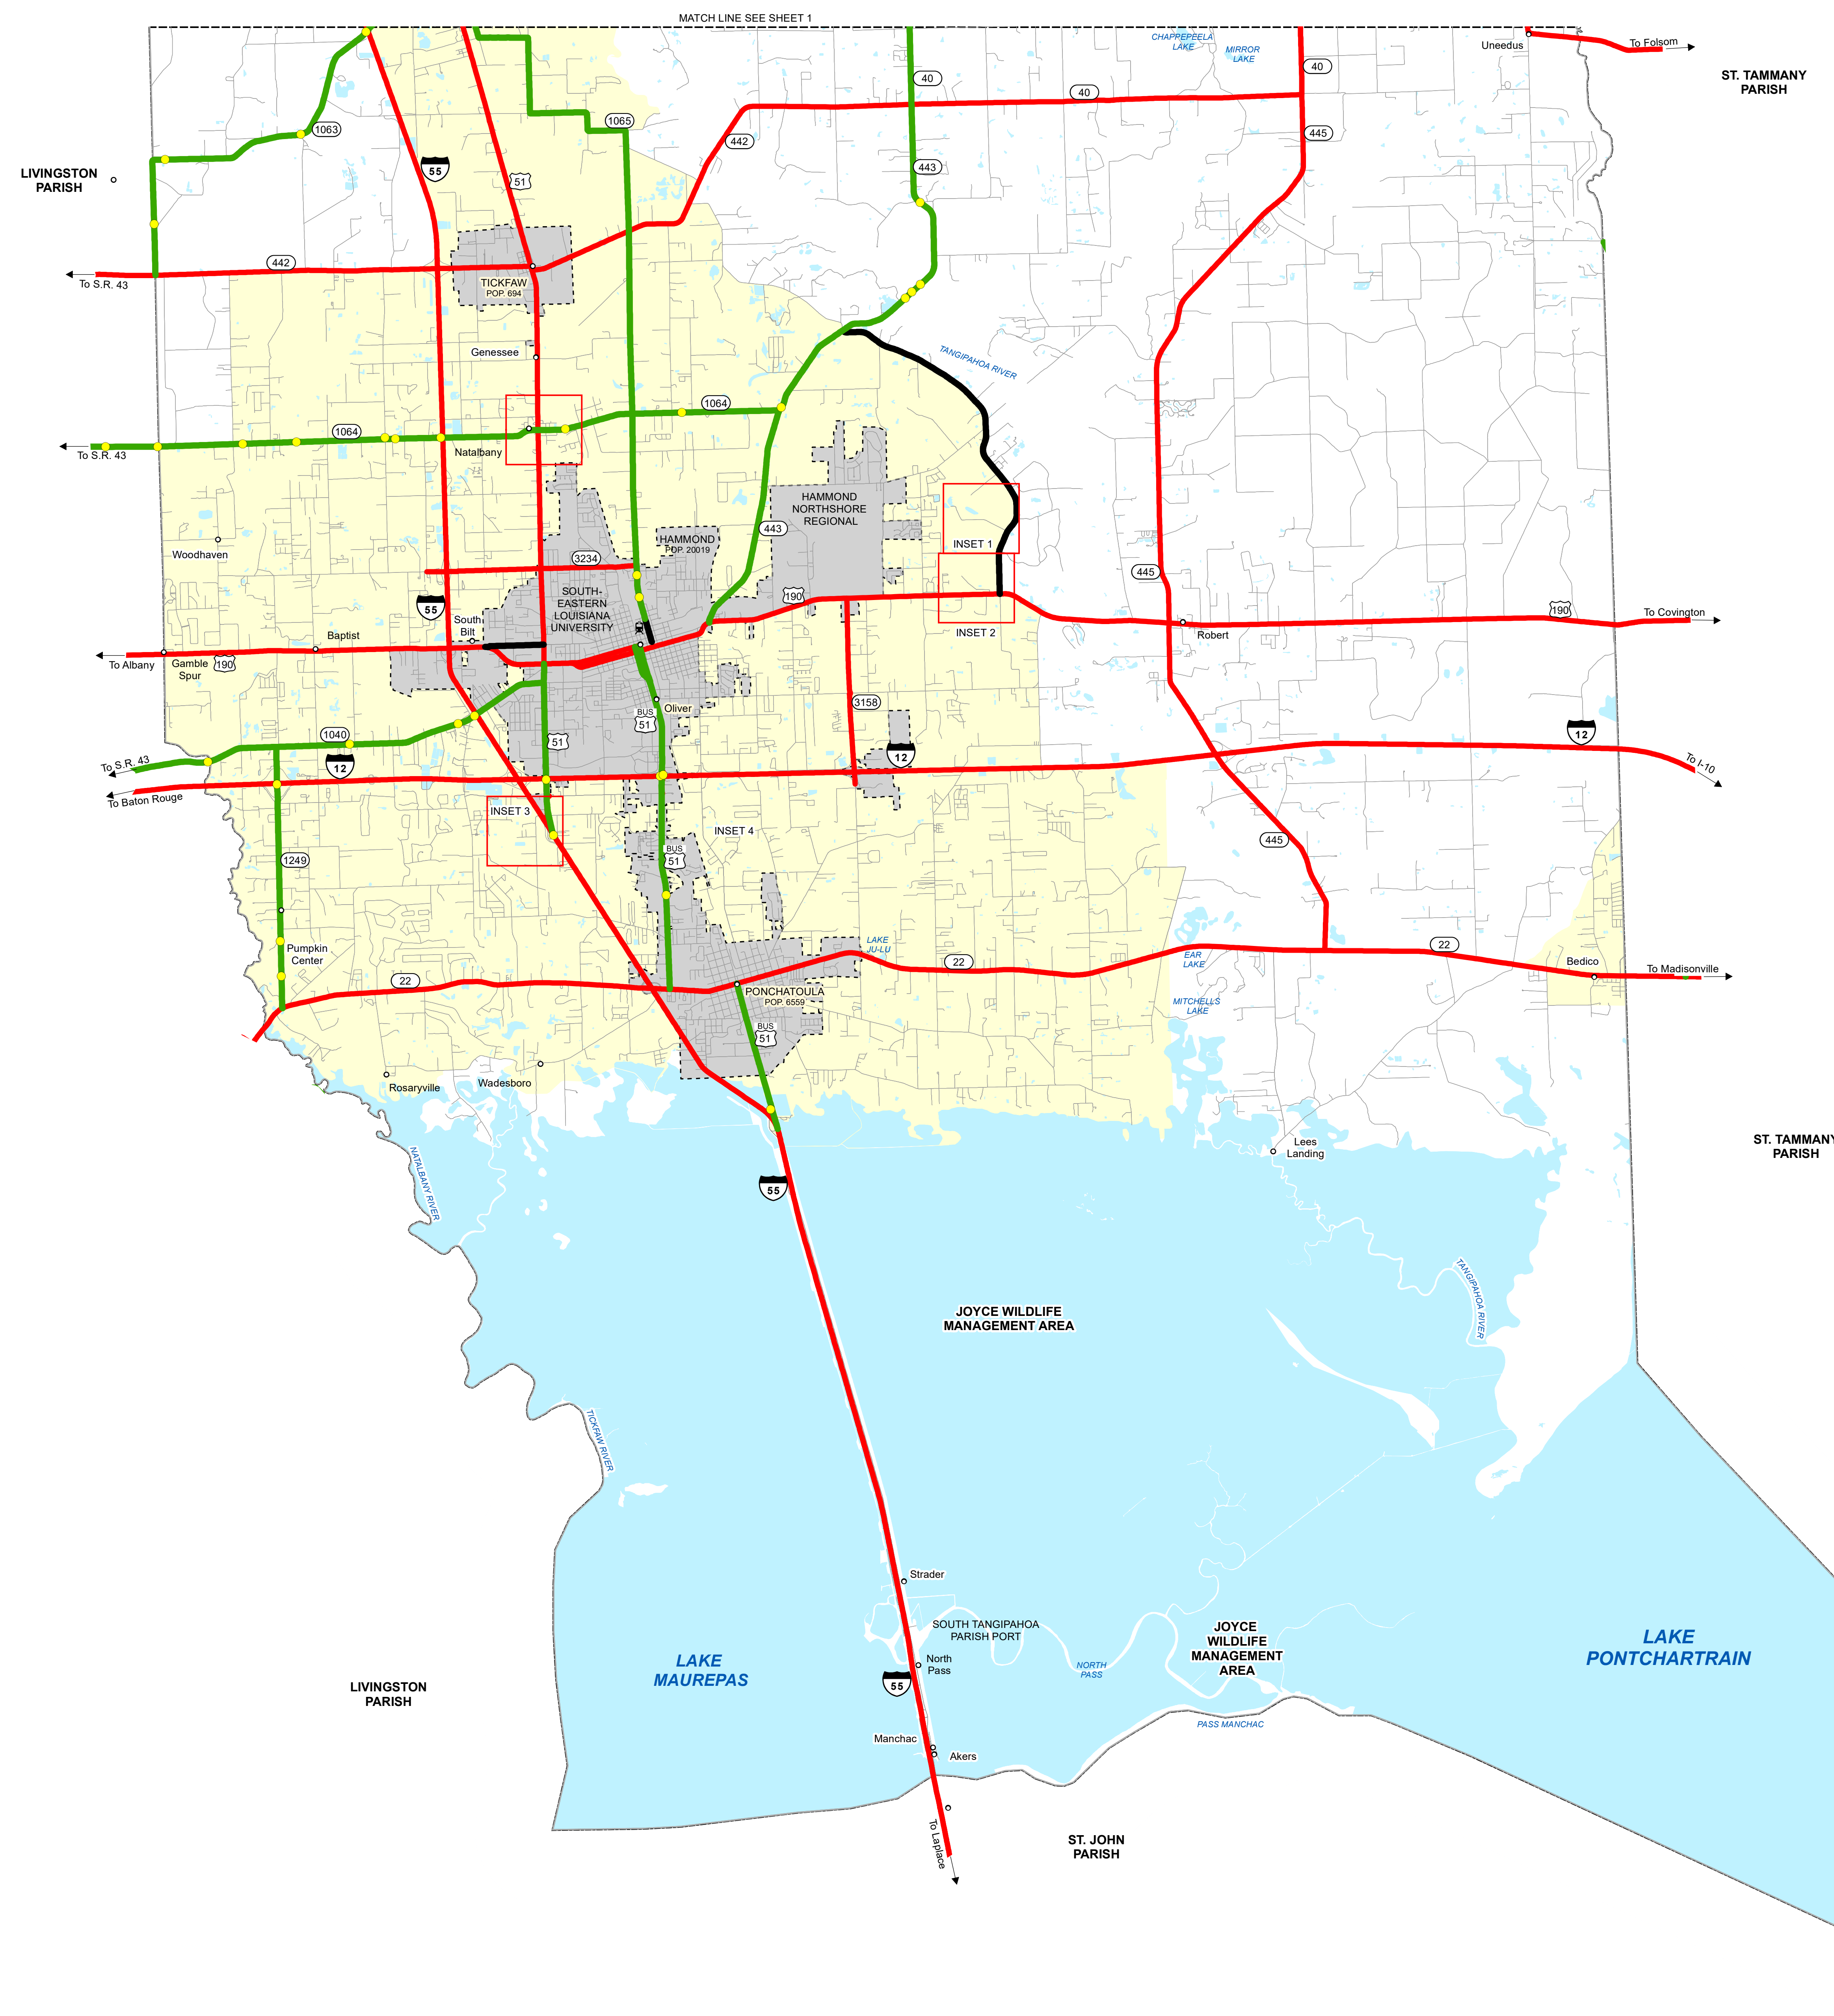 MATCH LINE SEE SHEET 1
CHAPPEPEELA
LAKE
MIRROR
LAKE
Uneedus
To Folsom
ST. TAMMANY
PARISH
40
40
40
1063
1065
442
445
443
LIVINGSTON
PARISH
55
51
442
To S.R. 43
TICKFAW
POP. 694
Genessee
TANGIPAHOA RIVER
1064
1064
To S.R. 43
Natalbany
HAMMOND
NORTHSHORE
REGIONAL
443
HAMMOND
POP. 20019
INSET 1
Woodhaven
3234
445
SOUTH-
EASTERN
LOUISIANA
UNIVERSITY
190
55
190
To Covington
South
Bilt
Baptist
INSET 2
Robert
To Albany
Gamble
Spur
190
Oliver
3158
BUS
51
51
1040
12
12
12
To S.R. 43
To I-10
To Baton Rouge
INSET 3
INSET 4
445
BUS
51
1249
Pumpkin
Center
LAKE
JU-LU
22
22
22
EAR
LAKE
Bedico
To Madisonville
PONCHATOULA
POP. 6559
MITCHELLS
LAKE
BUS
51
Rosaryville
Wadesboro
Lees
Landing
ST. TAMMANY
PARISH
NATALBANY RIVER
55
TANGIPAHOA RIVER
JOYCE WILDLIFE
MANAGEMENT AREA
TICKFAW RIVER
Strader
SOUTH TANGIPAHOA
PARISH PORT
JOYCE
WILDLIFE
MANAGEMENT
AREA
LAKE
PONTCHARTRAIN
LAKE
MAUREPAS
North
Pass
NORTH
PASS
55
LIVINGSTON
PARISH
PASS MANCHAC
Manchac
Akers
To Laplace
ST. JOHN
PARISH